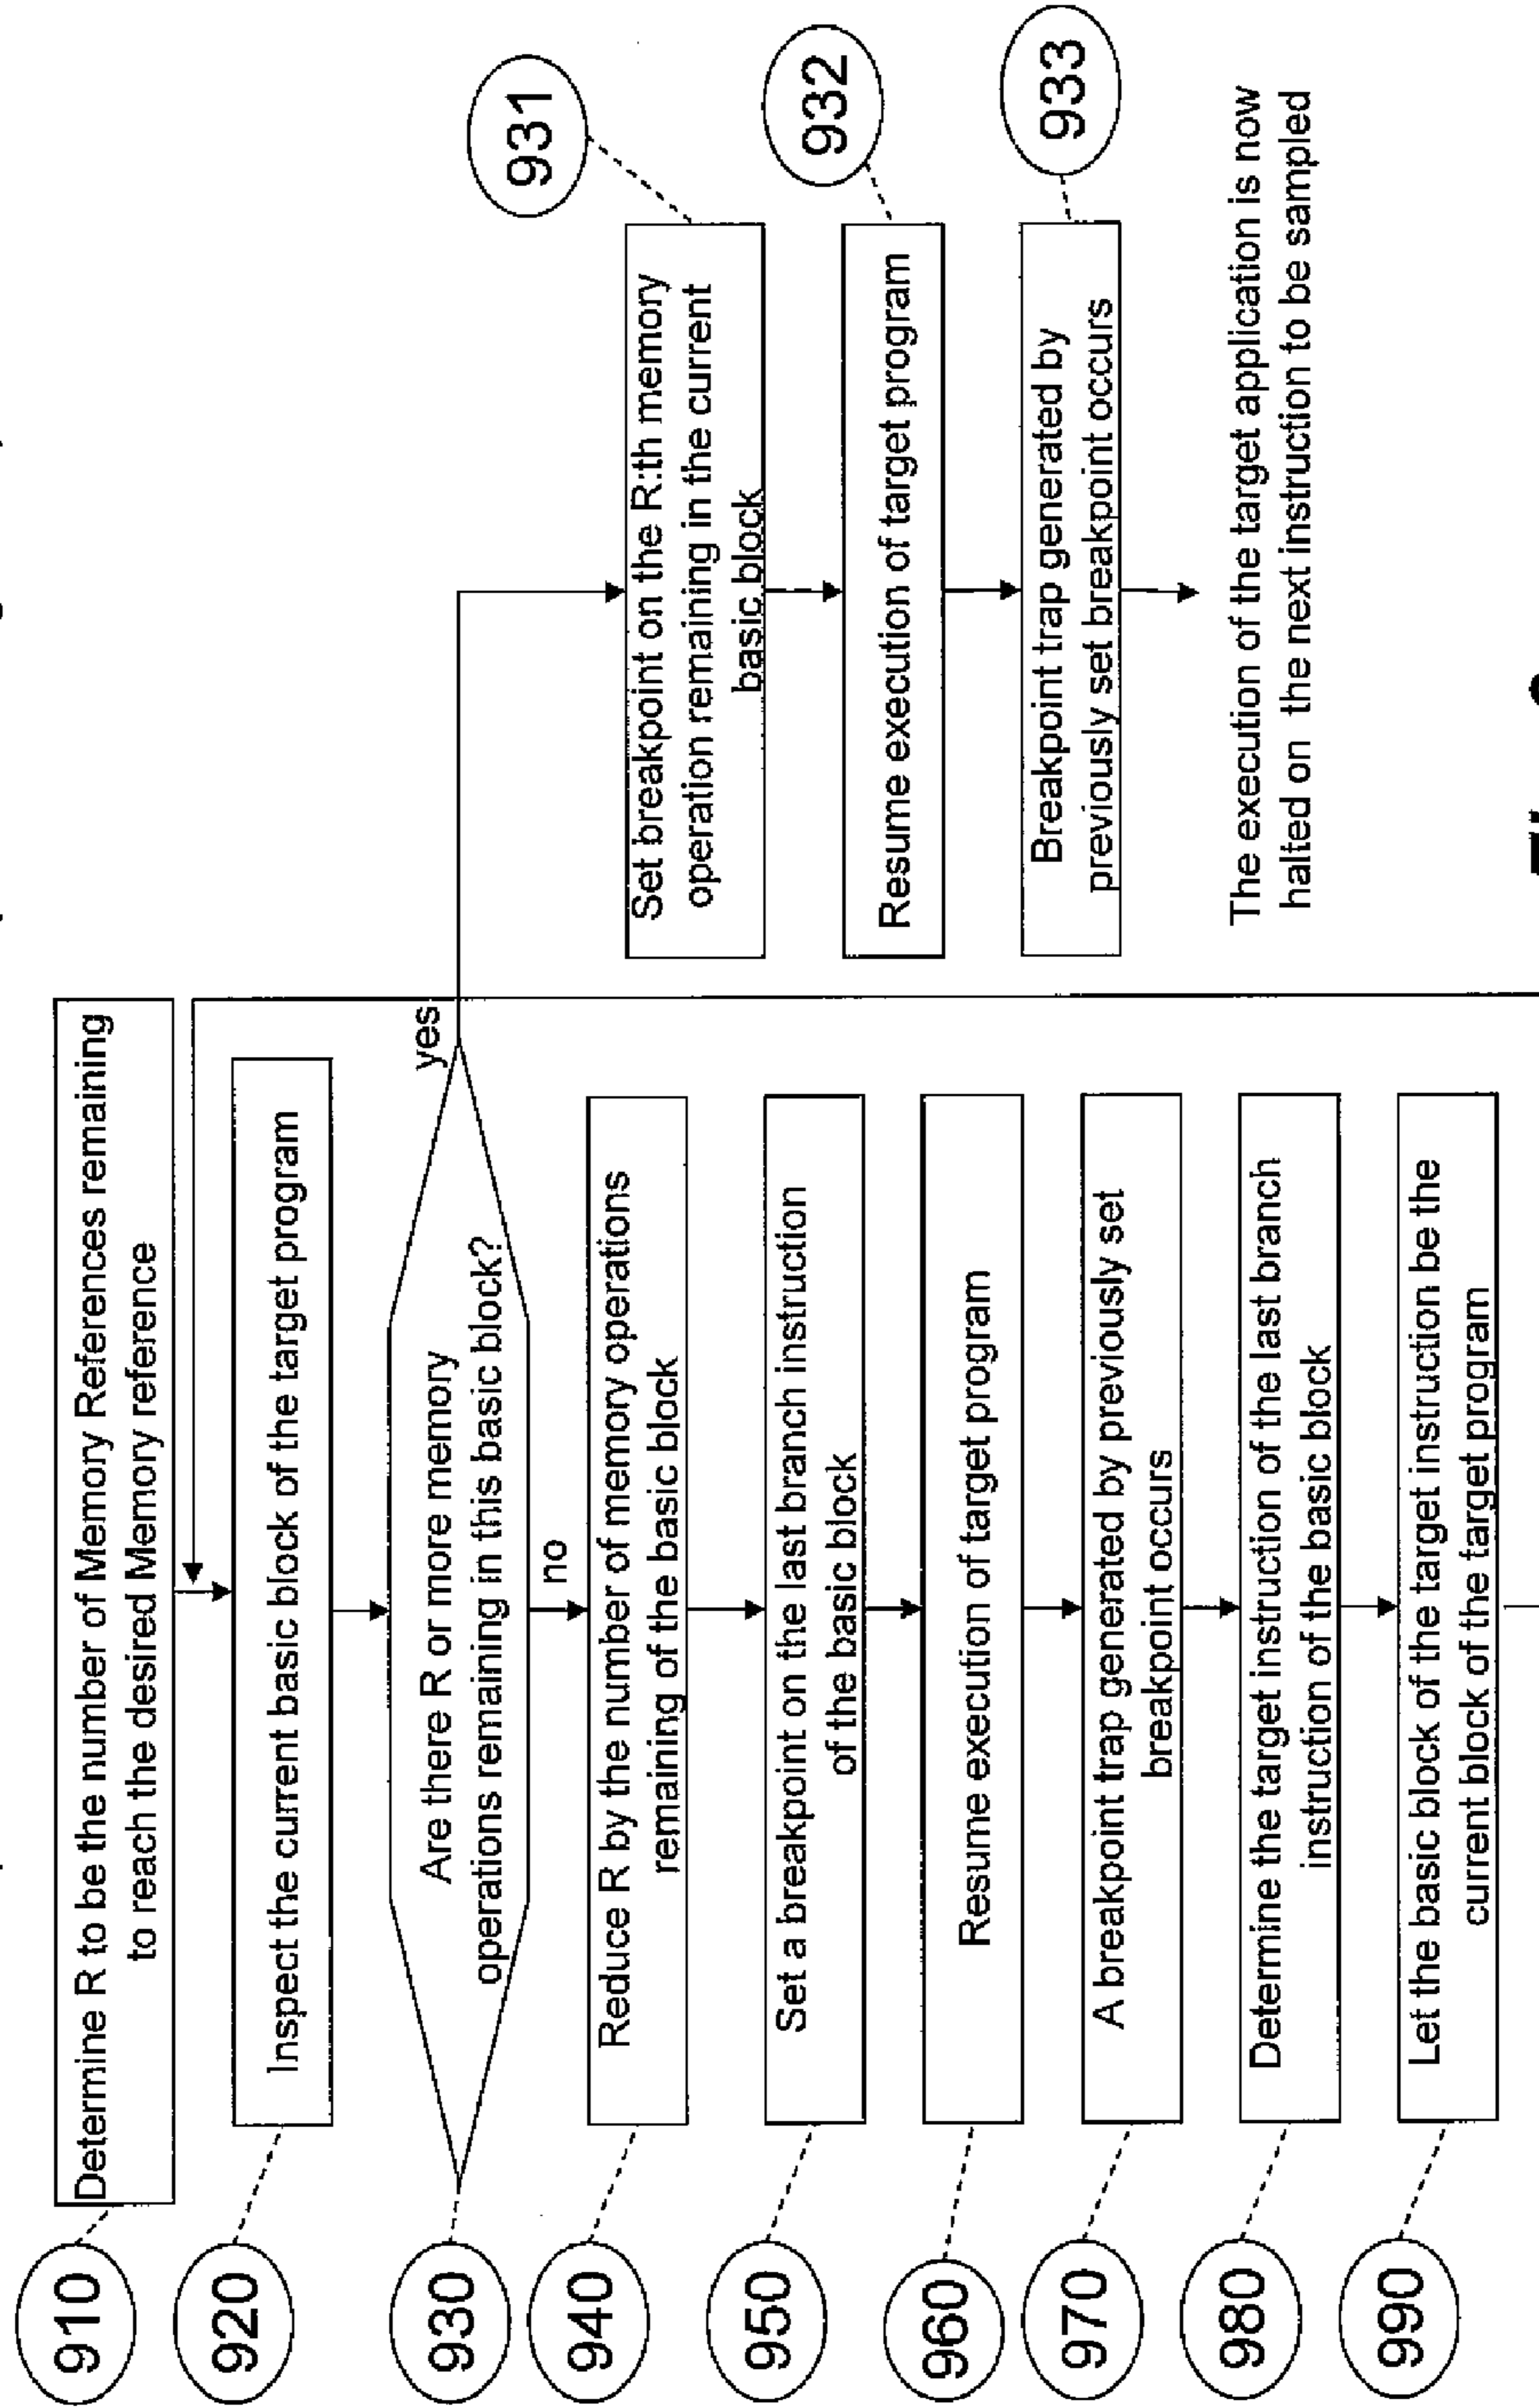 910
Determine R to be the number of Memory References remaining
to reach the desired Memory reference
920
Inspect the current basic block of the target program
930
Are there R or more memory
operations remaining in this basic block?
yes
no
940
Reduce R by the number of memory operations
remaining of the basic block
950
Set a breakpoint on the last branch instruction
of the basic block
960
Resume execution of target program
970
A breakpoint trap generated by previously set
breakpoint occurs
980
Determine the target instruction of the last branch
instruction of the basic block
990
Let the basic block of the target instruction be the
current block of the target program
931
Set breakpoint on the R:th memory
operation remaining in the current
basic block
932
Resume execution of target program
933
Breakpoint trap generated by
previously set breakpoint occurs
The execution of the target application is now
halted on the next instruction to be sampled